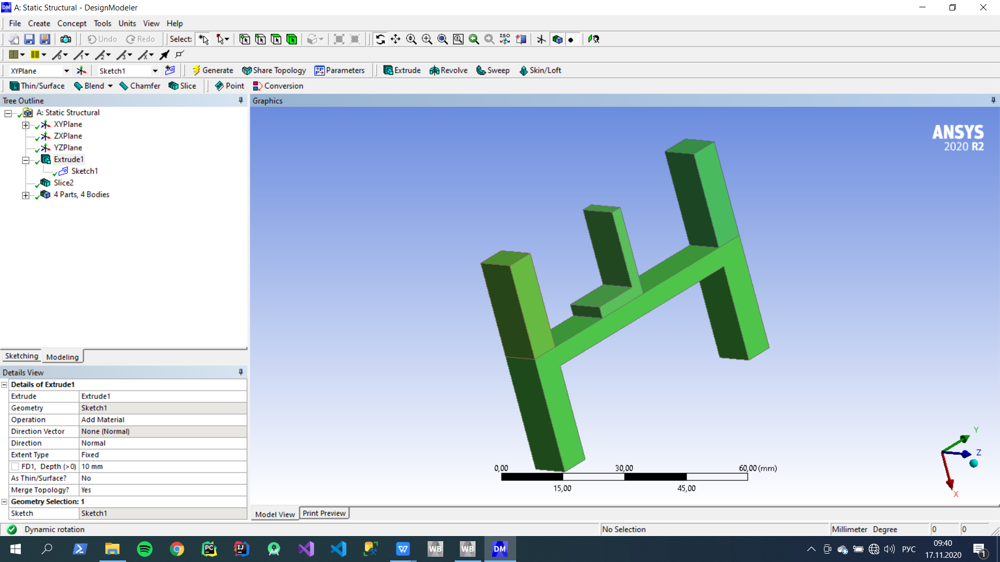 A: Static Structural - DesignModeler
File Create Concept Tools Units View Help
Undo Redo Select: ISO
XYPlane Sketch1 Generate Share Topology Parameters Extrude Revolve Sweep Skin/Loft
Thin/Surface Blend Chamfer Slice Point Conversion
Tree Outline
Graphics
A: Static Structural
XYPlane
ZXPlane
YZPlane
Extrude1
Sketch1
Slice2
4 Parts, 4 Bodies
ANSYS
2020 R2
Sketching Modeling
Details View
Details of Extrude1
Extrude Extrude1
Geometry Sketch1
Operation Add Material
Direction Vector None (Normal)
Direction Normal
Extent Type Fixed
FD1, Depth (>0) 10 mm
As Thin/Surface? No
Merge Topology? Yes
Geometry Selection: 1
Sketch Sketch1
Y
Z
X
0,00 30,00 60,00 (mm)
15,00 45,00
Model View Print Preview
Dynamic rotation No Selection Millimeter Degree 0 0
PC IJ W WB WB DM РУС 09:40
17.11.2020
1